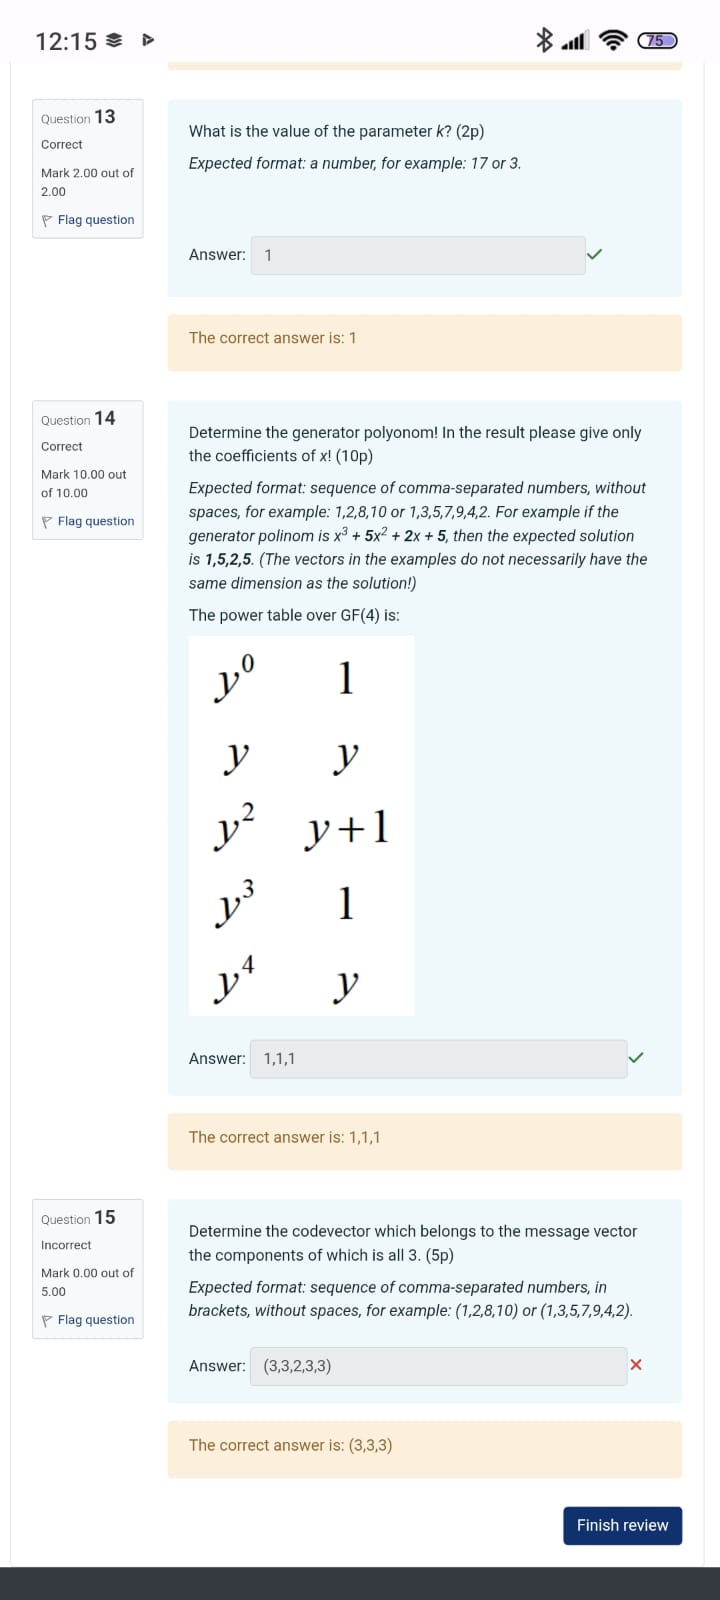 12:15
75
Question 13
Correct
Mark 2.00 out of
2.00
Flag question
What is the value of the parameter k? (2p)
Expected format: a number, for example: 17 or 3.
Answer: 1
The correct answer is: 1
Question 14
Correct
Mark 10.00 out
of 10.00
Flag question
Determine the generator polyonom! In the result please give only
the coefficients of x! (10p)
Expected format: sequence of comma-separated numbers, without
spaces, for example: 1,2,8,10 or 1,3,5,7,9,4,2. For example if the
generator polinom is x³ + 5x² + 2x + 5, then the expected solution
is 1,5,2,5. (The vectors in the examples do not necessarily have the
same dimension as the solution!)
The power table over GF(4) is:
y⁰ 1
y y
y² y+1
y³ 1
y⁴ y
Answer: 1,1,1
The correct answer is: 1,1,1
Question 15
Incorrect
Mark 0.00 out of
5.00
Flag question
Determine the codevector which belongs to the message vector
the components of which is all 3. (5p)
Expected format: sequence of comma-separated numbers, in
brackets, without spaces, for example: (1,2,8,10) or (1,3,5,7,9,4,2).
Answer: (3,3,2,3,3)
The correct answer is: (3,3,3)
Finish review